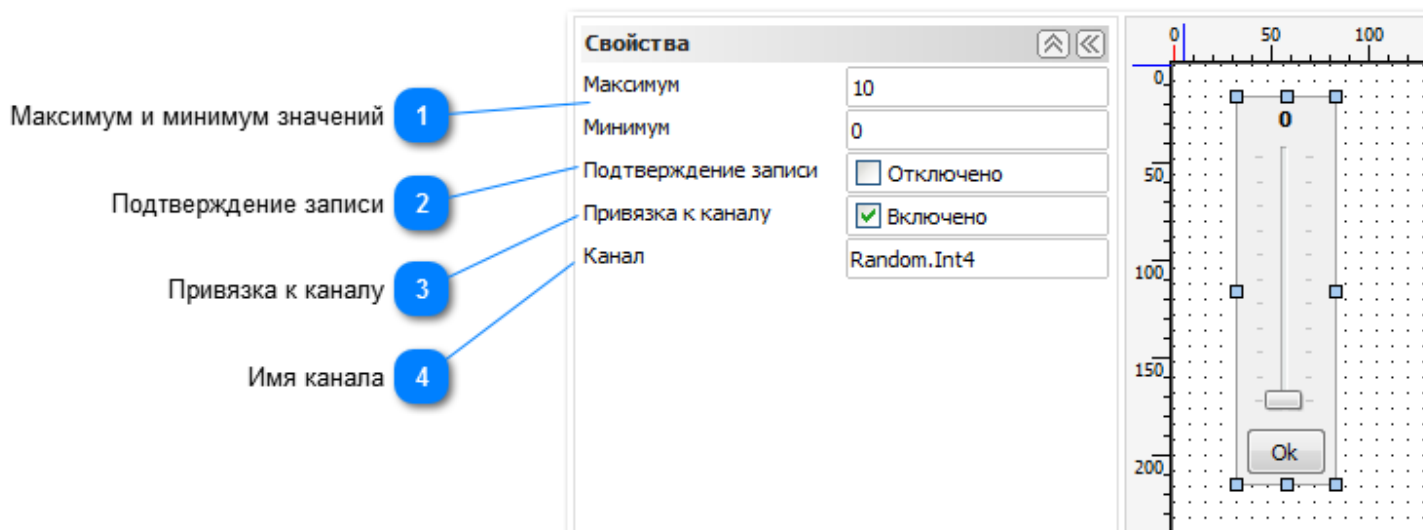 Максимум и минимум значений 1
Подтверждение записи 2
Привязка к каналу 3
Имя канала 4
Свойства
Максимум 10
Минимум 0
Подтверждение записи Отключено
Привязка к каналу Включено
Канал Random.Int4
0 50 100
0
50
100
150
200
0
Ok